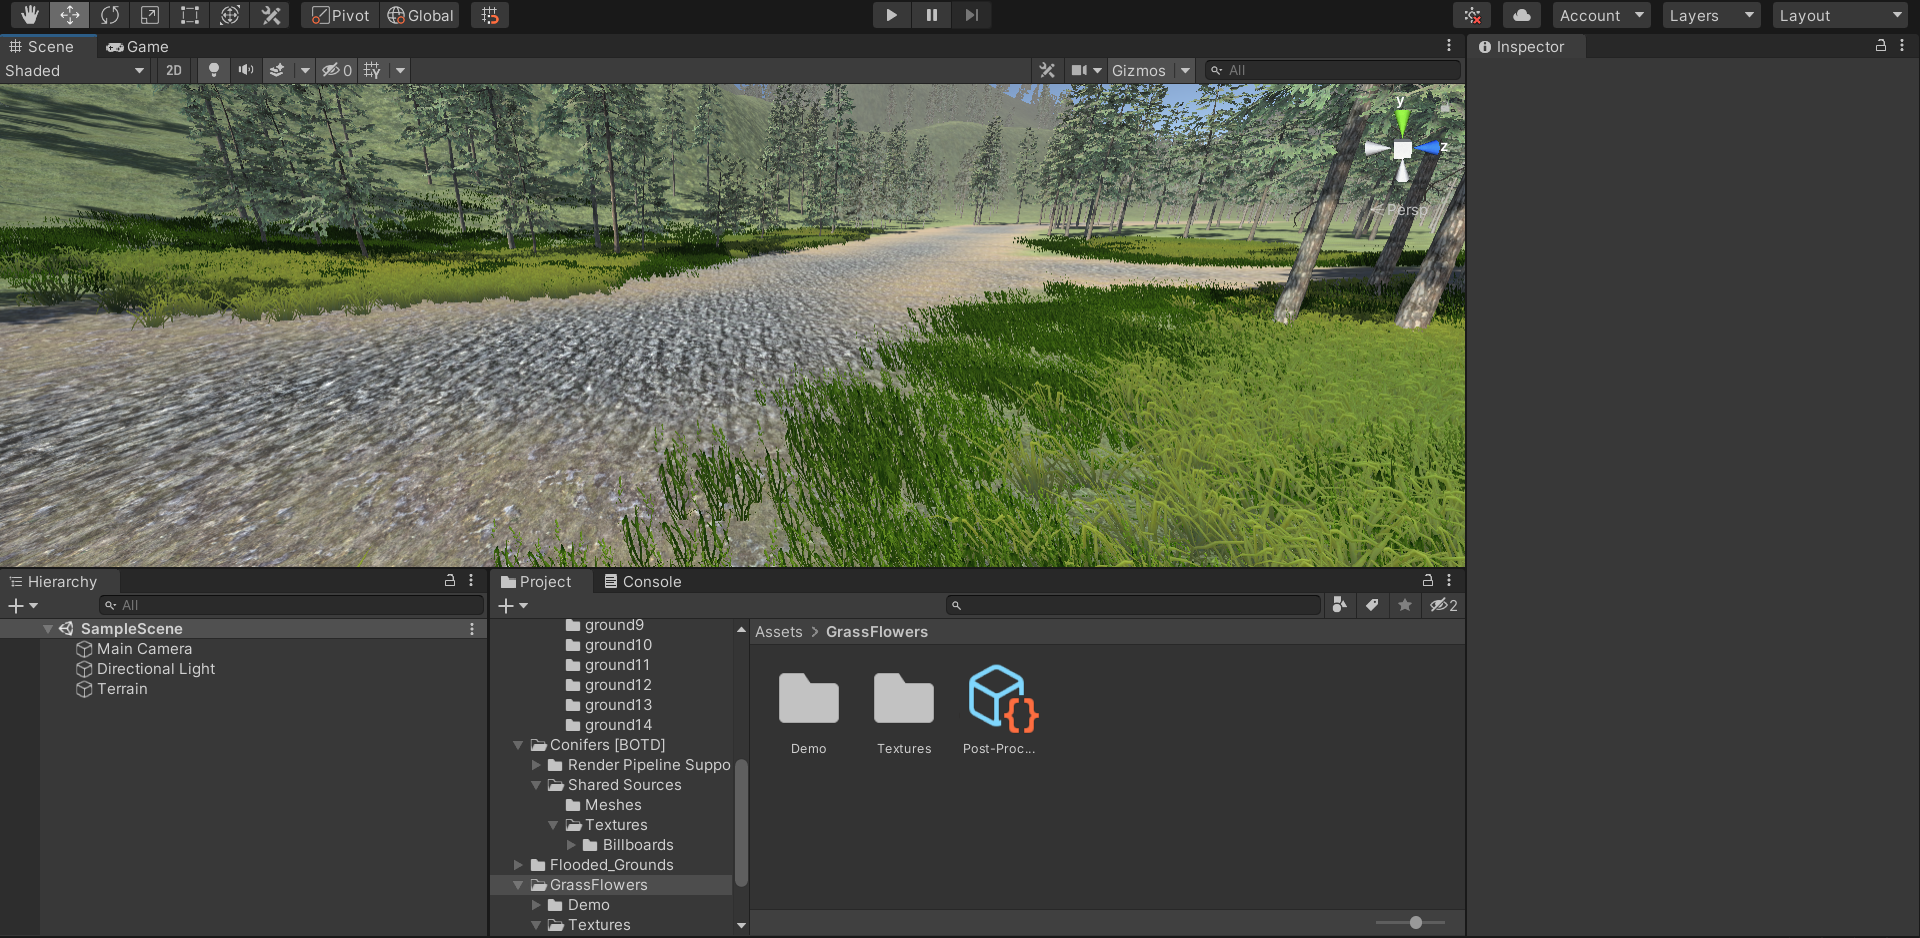 Pivot Global Account Layers Layout
Scene Game Inspector
Shaded 2D 0 Gizmos All
y
z
Persp
Hierarchy Project Console
All 2
SampleScene
Main Camera
Directional Light
Terrain
ground9
ground10
ground11
ground12
ground13
ground14
Conifers [BOTD]
Render Pipeline Suppo
Shared Sources
Meshes
Textures
Billboards
Flooded_Grounds
GrassFlowers
Demo
Textures
Assets > GrassFlowers
Demo Textures Post-Proc...